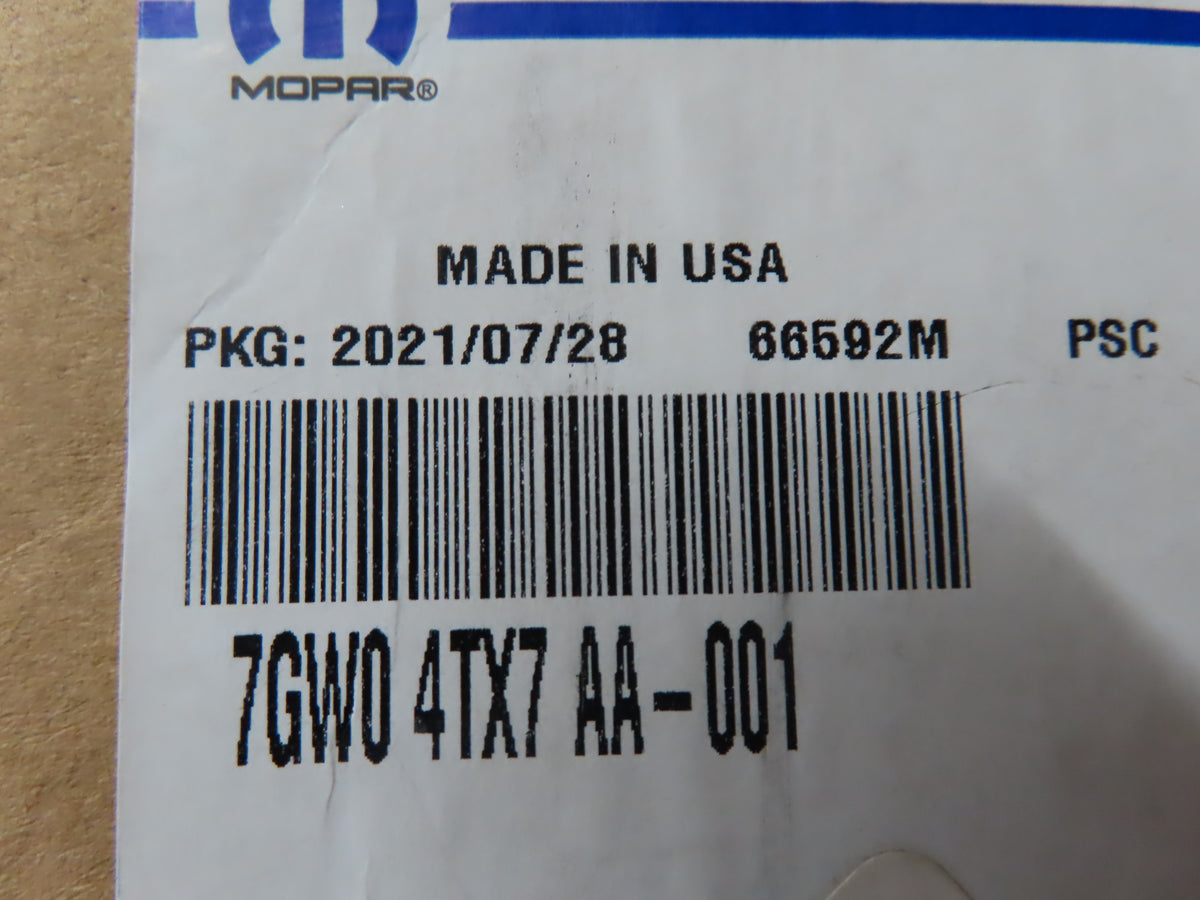 MOPAR®
MADE IN USA
PKG: 2021/07/28 66592M PSC
7GW0 4TX7 AA-001